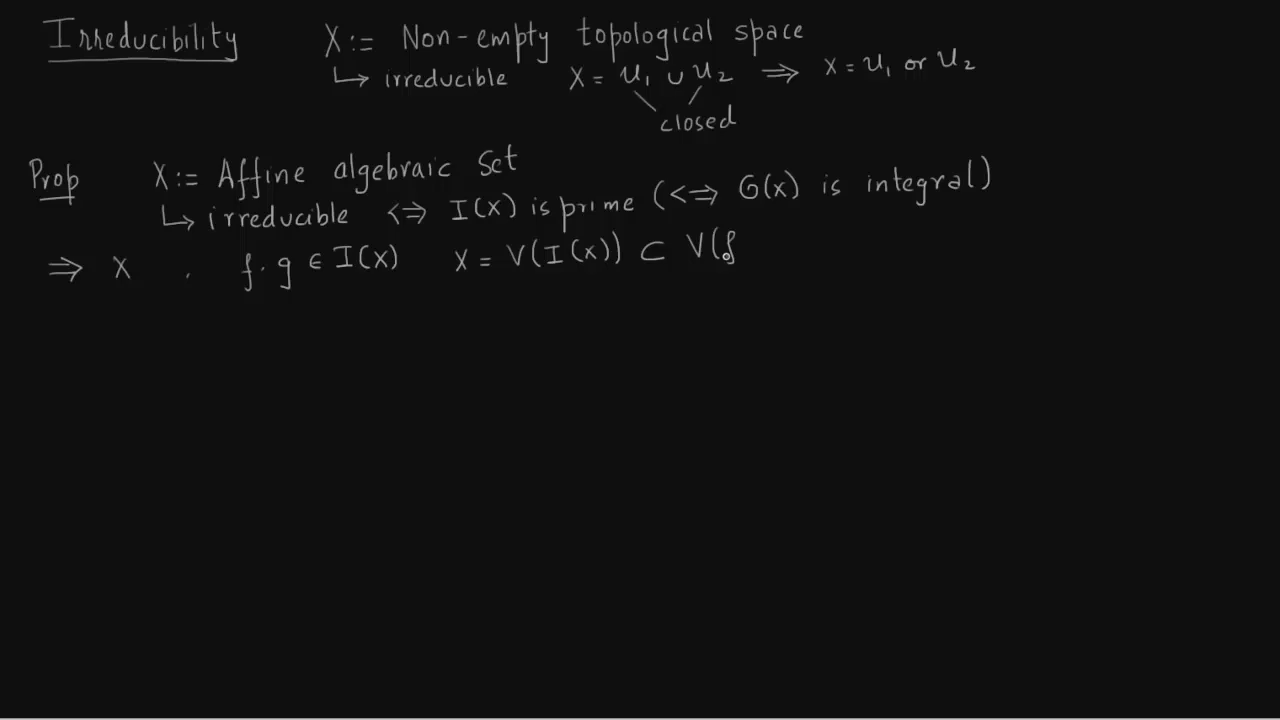 Irreducibility X := Non-empty topological space
↳ irreducible X = U₁ ∪ U₂ ⟹ X = U₁ or U₂
closed
Prop X := Affine algebraic set
↳ irreducible <=> I(X) is prime (<=> G(x) is integral)
⟹ X . f.g ∈ I(X) X = V(I(X)) ⊂ V(f